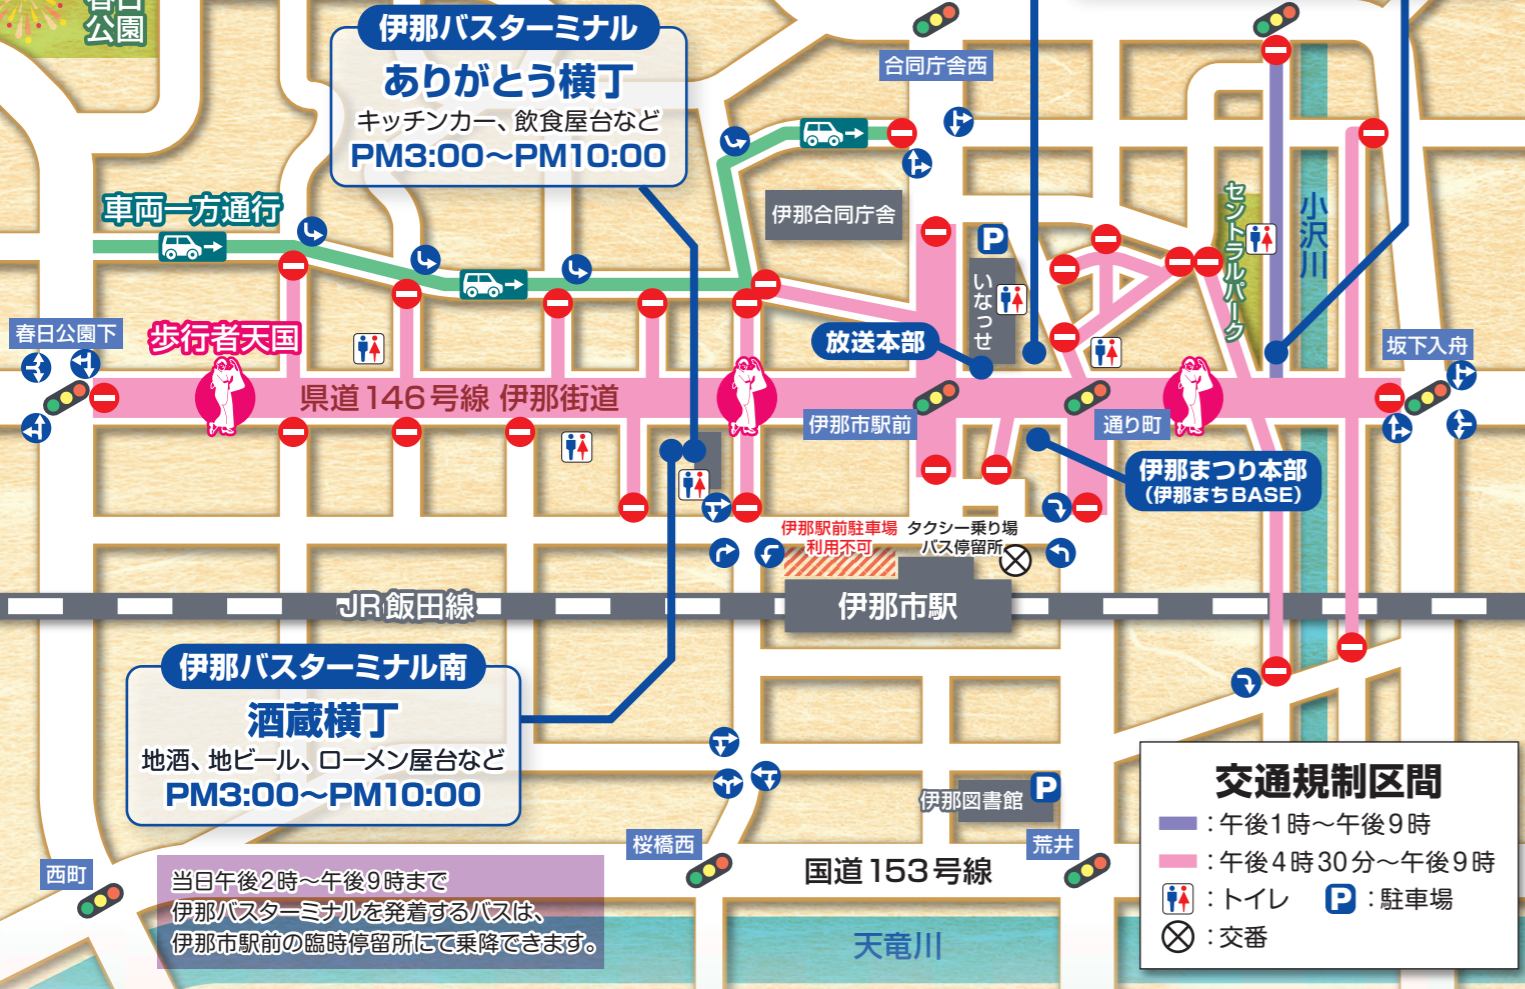 春日
公園
伊那バスターミナル
ありがとう横丁
キッチンカー、飲食屋台など
PM3:00〜PM10:00
合同庁舎西
車両一方通行
伊那合同庁舎
P
いなっせ
セントラルパーク
小沢川
春日公園下
歩行者天国
放送本部
坂下入舟
県道146号線 伊那街道
伊那市駅前
通り町
伊那まつり本部
(伊那まちBASE)
伊那駅前駐車場
利用不可
タクシー乗り場
バス停留所
JR飯田線
伊那市駅
伊那バスターミナル南
酒蔵横丁
地酒、地ビール、ローメン屋台など
PM3:00〜PM10:00
伊那図書館
P
桜橋西
荒井
国道153号線
西町
当日午後2時〜午後9時まで
伊那バスターミナルを発着するバスは、
伊那市駅前の臨時停留所にて乗降できます。
天竜川
交通規制区間
：午後1時〜午後9時
：午後4時30分〜午後9時
：トイレ P：駐車場
：交番